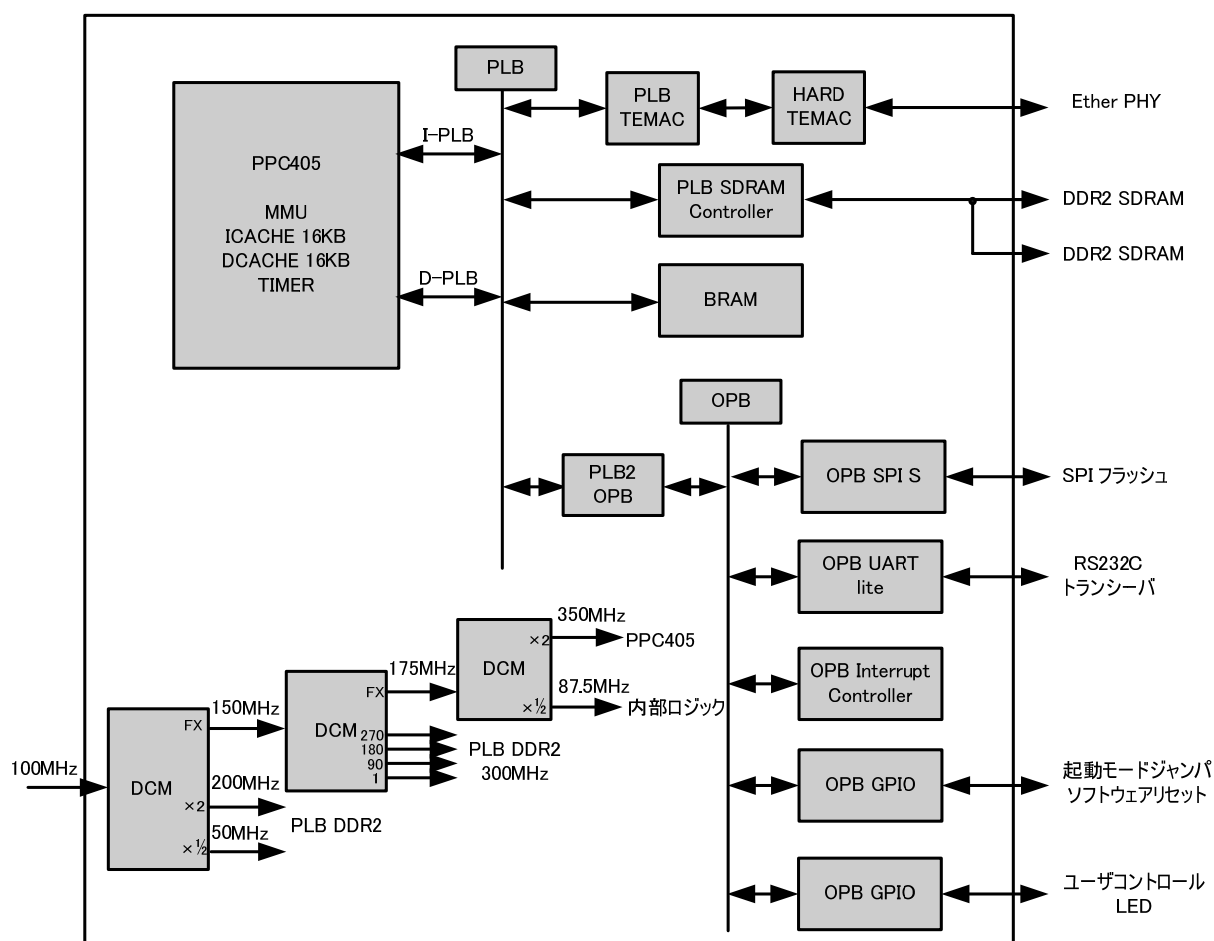 PLB
PLB
TEMAC
HARD
TEMAC
Ether PHY
I-PLB
PPC405
MMU
ICACHE 16KB
DCACHE 16KB
TIMER
PLB SDRAM
Controller
DDR2 SDRAM
DDR2 SDRAM
D-PLB
BRAM
OPB
PLB2
OPB
OPB SPI S
SPI フラッシュ
OPB UART
lite
RS232C
トランシーバ
OPB Interrupt
Controller
OPB GPIO
起動モードジャンパ
ソフトウェアリセット
OPB GPIO
ユーザコントロール
LED
350MHz
×2
PPC405
DCM
175MHz
87.5MHz
×½
内部ロジック
FX
150MHz
DCM
270
180
90
1
PLB DDR2
300MHz
100MHz
FX
DCM
200MHz
×2
PLB DDR2
50MHz
×½